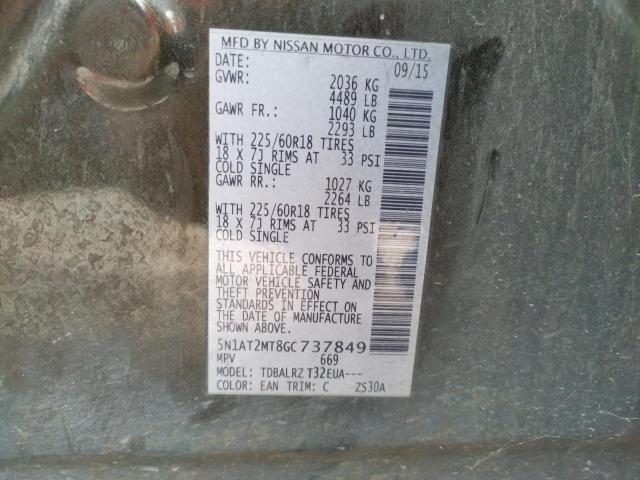 MFD BY NISSAN MOTOR CO., LTD.
DATE: 09/15
GVWR: 2036 KG
4489 LB
GAWR FR.: 1040 KG
2293 LB
WITH 225/60R18 TIRES
18 X 7J RIMS AT 33 PSI
COLD SINGLE
GAWR RR.: 1027 KG
2264 LB
WITH 225/60R18 TIRES
18 X 7J RIMS AT 33 PSI
COLD SINGLE
THIS VEHICLE CONFORMS TO
ALL APPLICABLE FEDERAL
MOTOR VEHICLE SAFETY AND
THEFT PREVENTION
STANDARDS IN EFFECT ON
THE DATE OF MANUFACTURE
SHOWN ABOVE.
5N1AT2MT8GC737849
MPV 669
MODEL: TDBALRZ T32EUA---
COLOR: EAN TRIM: C ZS30A